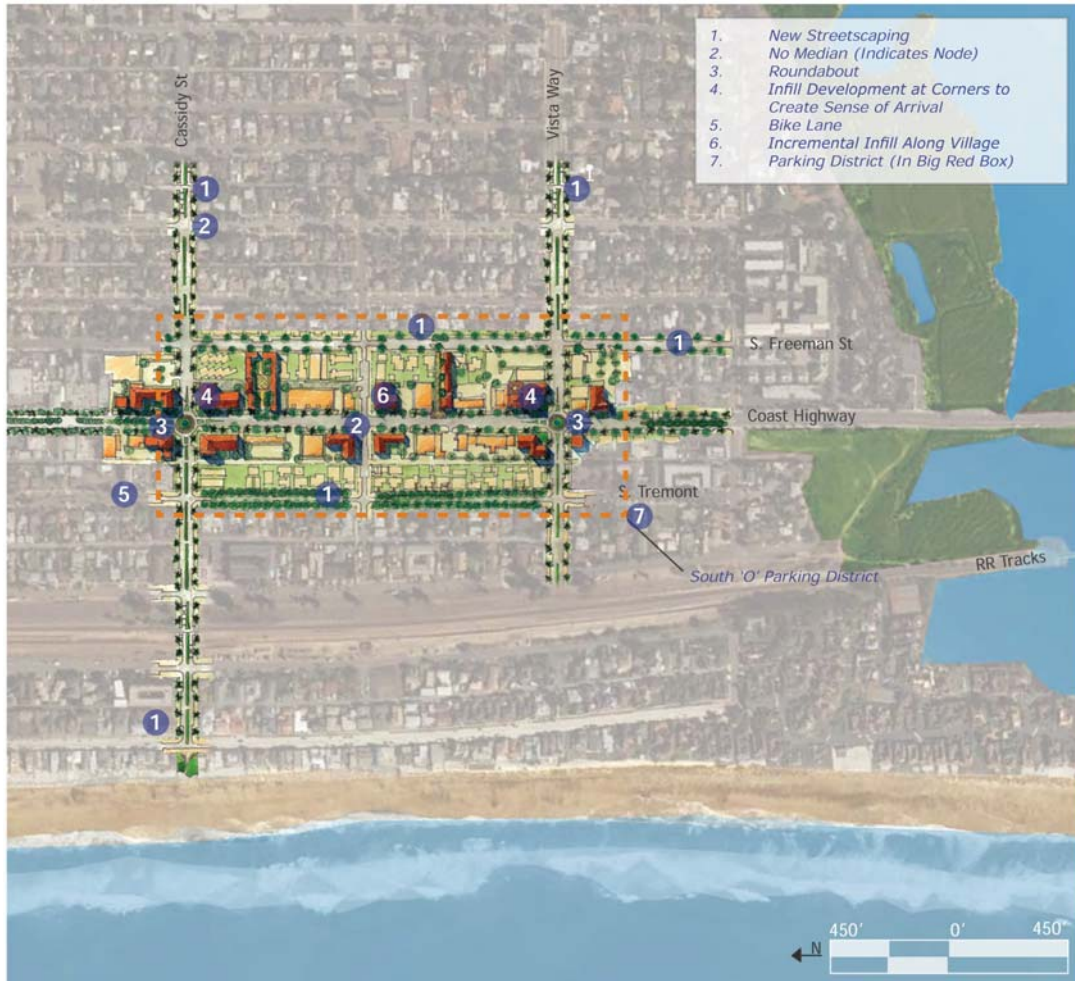 1. New Streetscaping
2. No Median (Indicates Node)
3. Roundabout
4. Infill Development at Corners to
Create Sense of Arrival
5. Bike Lane
6. Incremental Infill Along Village
7. Parking District (In Big Red Box)
Cassidy St
Vista Way
1
1
2
1
1
S. Freeman St
4
6
4
Coast Highway
3
2
3
5
1
S. Tremont
7
South 'O' Parking District
RR Tracks
1
450'
0'
450'
N